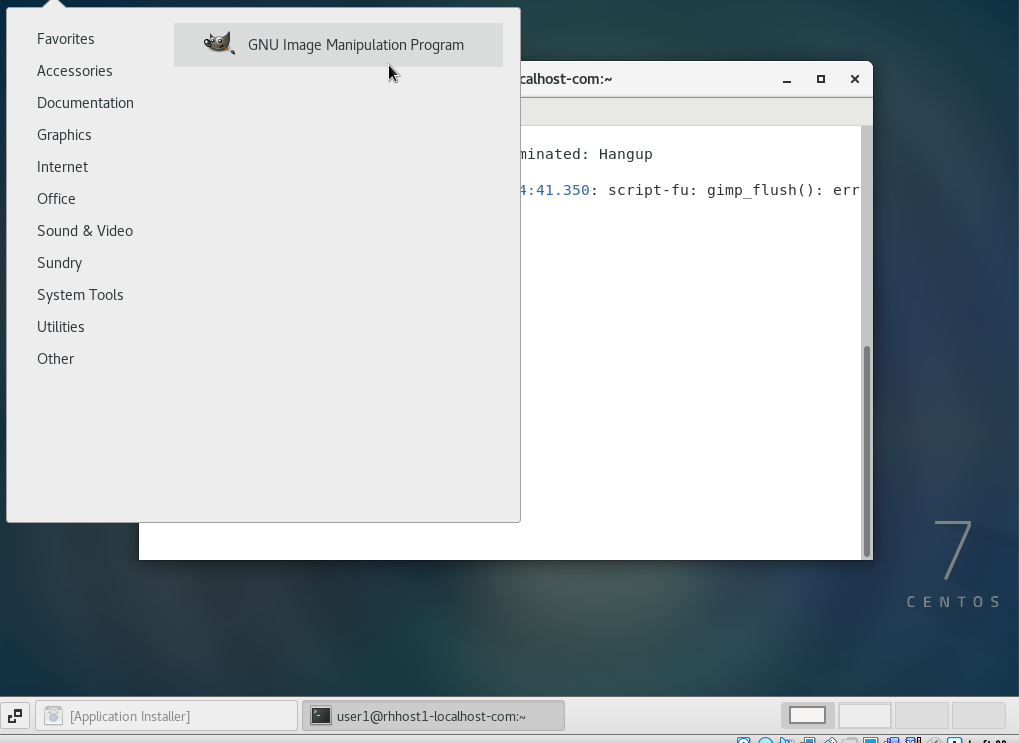 Favorites
GNU Image Manipulation Program
Accessories
Documentation
Graphics
Internet
Office
Sound & Video
Sundry
System Tools
Utilities
Other
calhost-com:~
minated: Hangup
4:41.350: script-fu: gimp_flush(): err
7
CENTOS
[Application Installer]
user1@rhhost1-localhost-com:~